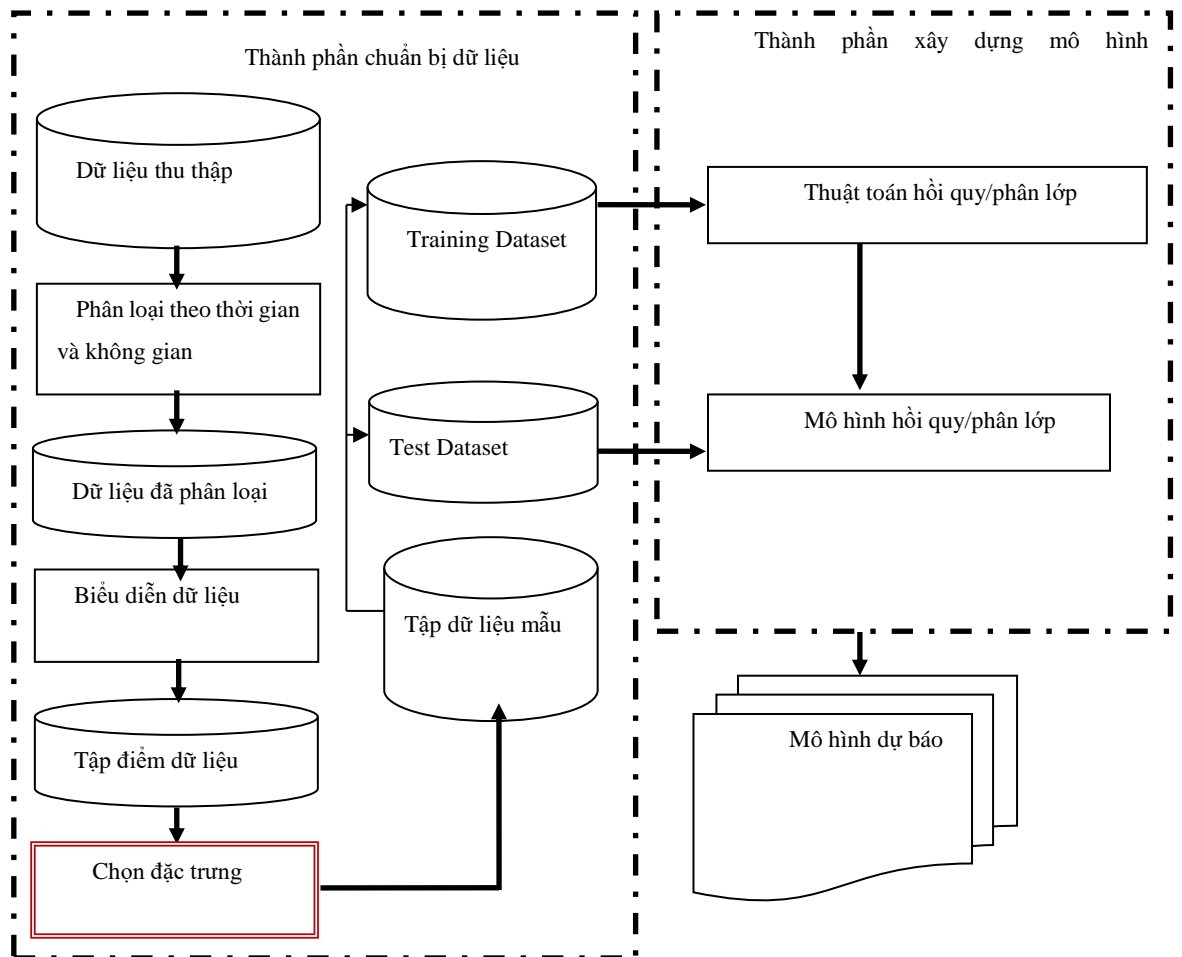 Thành phần chuẩn bị dữ liệu
Dữ liệu thu thập
Phân loại theo thời gian
và không gian
Dữ liệu đã phân loại
Biểu diễn dữ liệu
Tập điểm dữ liệu
Chọn đặc trưng
Training Dataset
Test Dataset
Tập dữ liệu mẫu
Thành phần xây dựng mô hình
Thuật toán hồi quy/phân lớp
Mô hình hồi quy/phân lớp
Mô hình dự báo